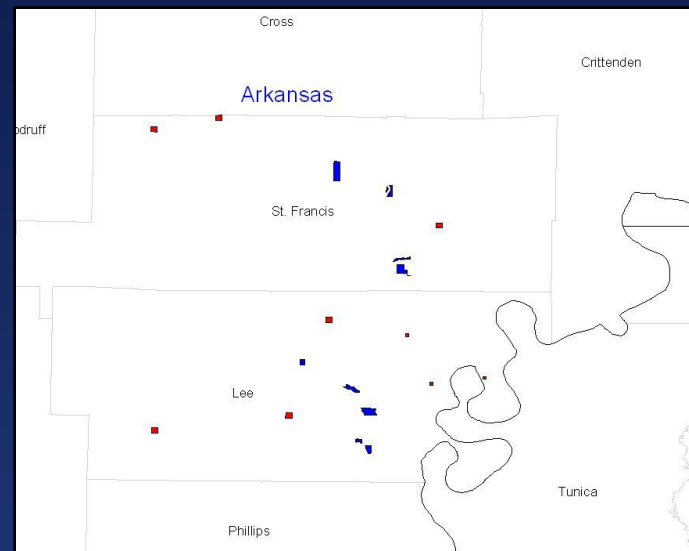 Cross
Crittenden
Arkansas
odruff
St. Francis
Lee
Tunica
Phillips